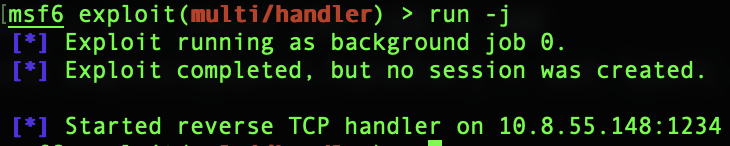 [msf6 exploit(multi/handler) > run -j
[*] Exploit running as background job 0.
[*] Exploit completed, but no session was created.
[*] Started reverse TCP handler on 10.8.55.148:1234